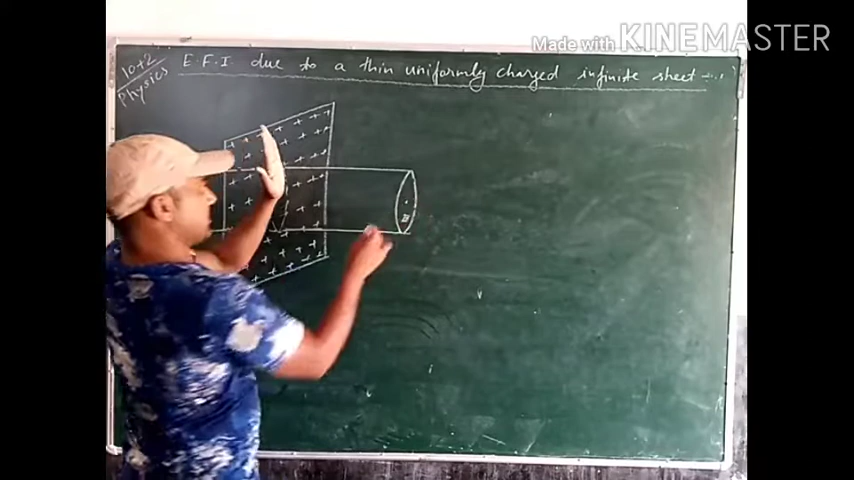 Made with KINEMASTER
10+2
Physics
E.F.I. due to a thin uniformly charged infinite sheet